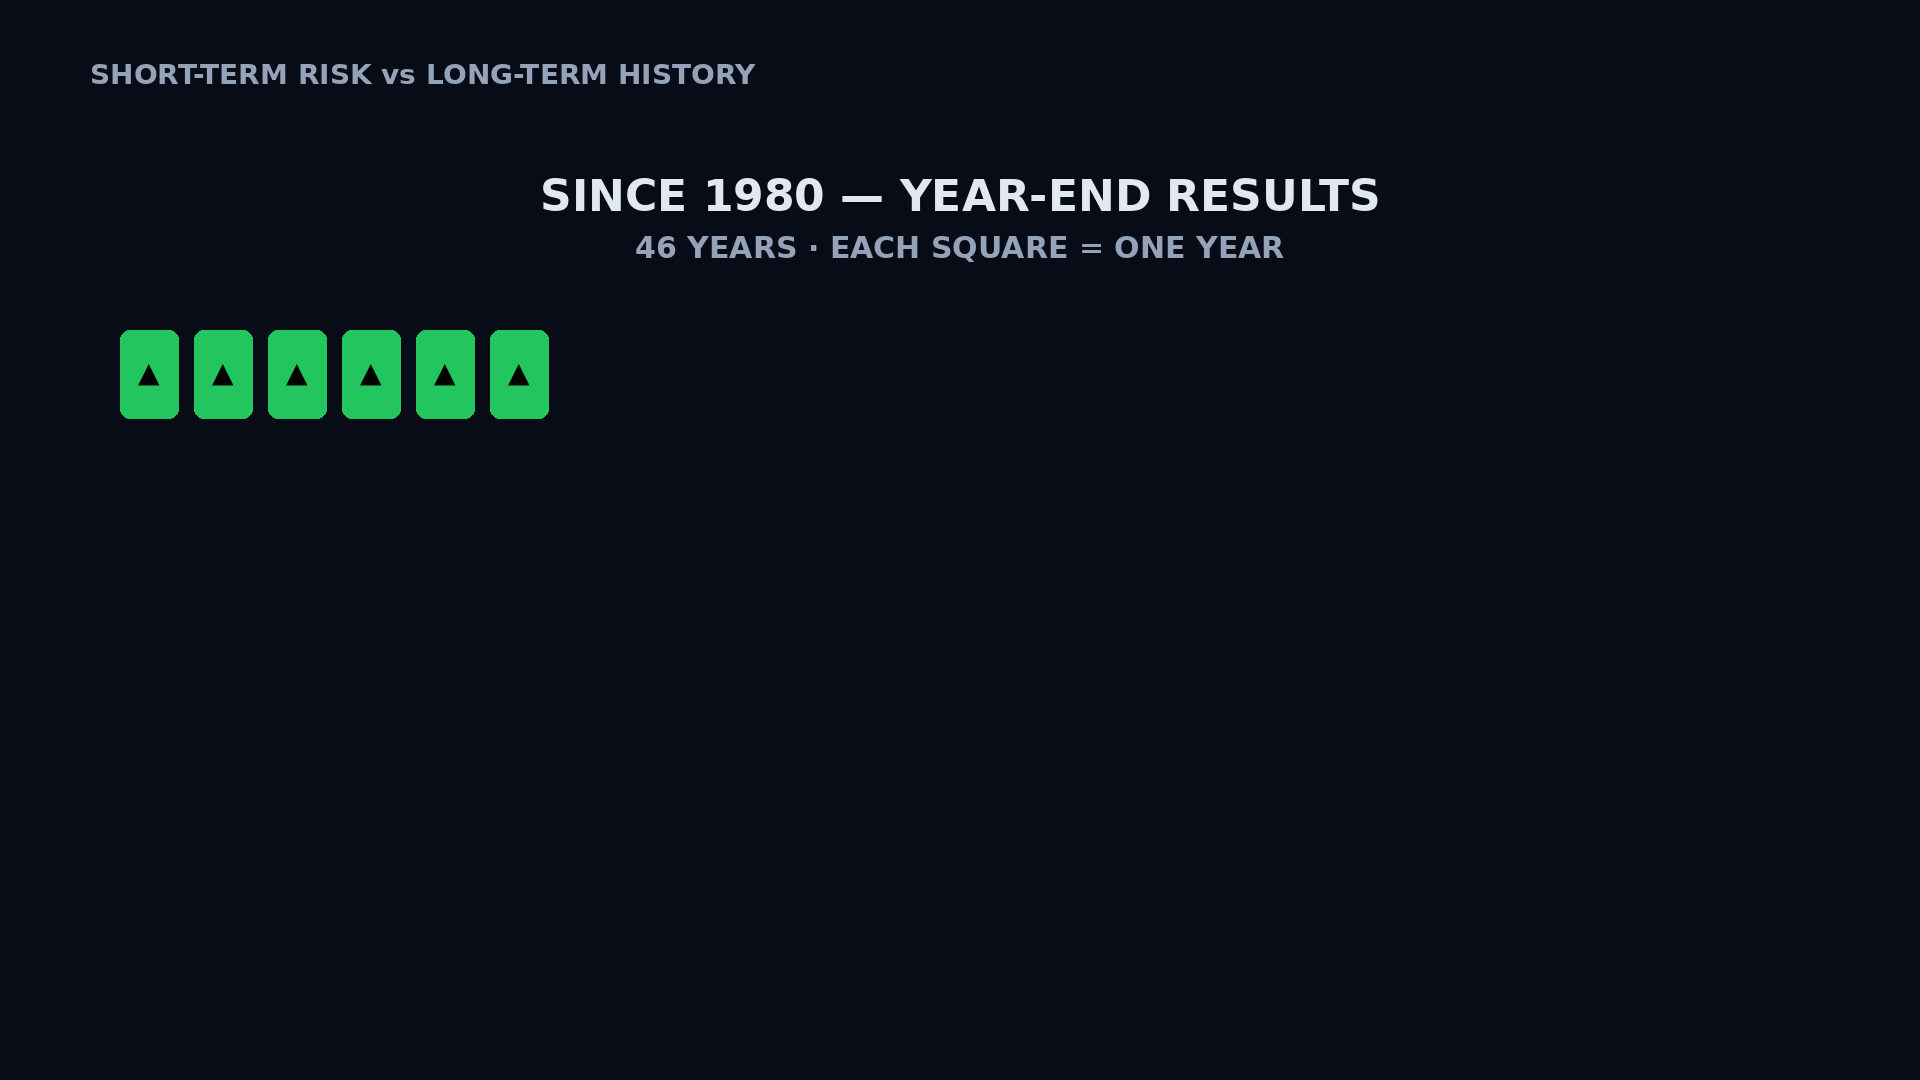 SHORT-TERM RISK vs LONG-TERM HISTORY
SINCE 1980 — YEAR-END RESULTS
46 YEARS · EACH SQUARE = ONE YEAR
▲ ▲ ▲ ▲ ▲ ▲